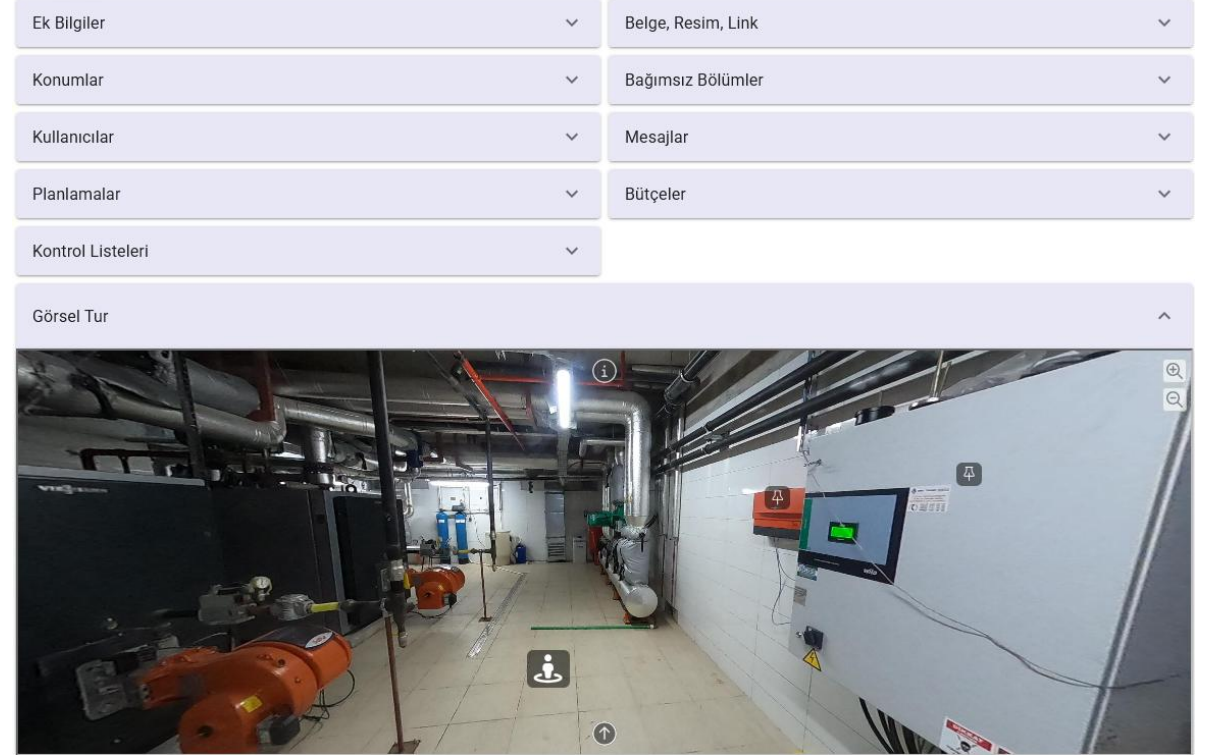 Ek Bilgiler
Belge, Resim, Link
Konumlar
Bağımsız Bölümler
Kullanıcılar
Mesajlar
Planlamalar
Bütçeler
Kontrol Listeleri
Görsel Tur